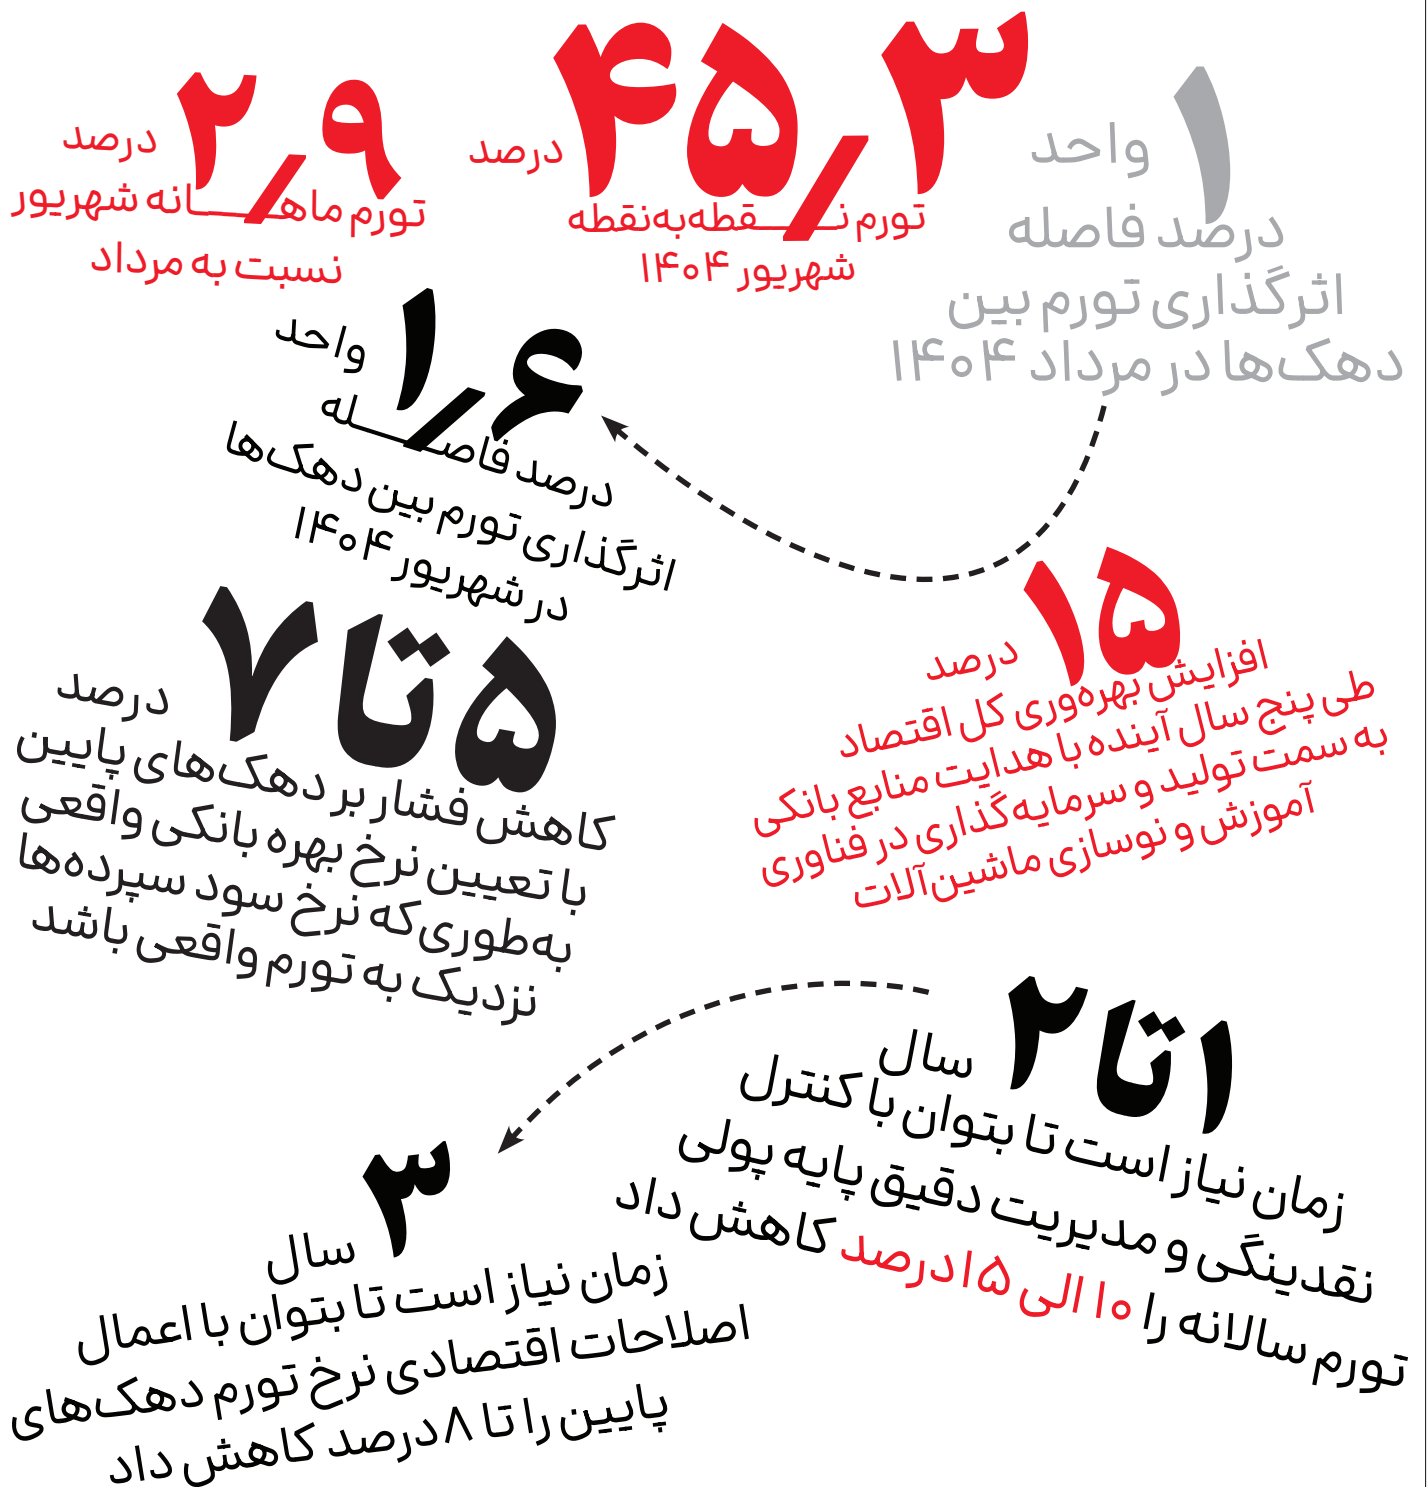 ۱ واحد
درصد فاصله
اثرگذاری تورم بین
دهک‌ها در مرداد ۱۴۰۴
۴۵٫۳ درصد
تورم نقطه‌به‌نقطه
شهریور ۱۴۰۴
۲٫۹ درصد
تورم ماهانه شهریور
نسبت به مرداد
۱٫۶ واحد
درصد فاصله
اثرگذاری تورم بین دهک‌ها
در شهریور ۱۴۰۴
۱۵ درصد
افزایش بهره‌وری کل اقتصاد
طی پنج سال آینده با هدایت منابع بانکی
به سمت تولید و سرمایه‌گذاری در فناوری
آموزش و نوسازی ماشین‌آلات
۵ تا ۷ درصد
کاهش فشار بر دهک‌های پایین
با تعیین نرخ بهره بانکی واقعی
به‌طوری‌که نرخ سود سپرده‌ها
نزدیک به تورم واقعی باشد
۱ تا ۲ سال
زمان نیاز است تا بتوان با کنترل
نقدینگی و مدیریت دقیق پایه پولی
تورم سالانه را ۱۰ الی ۱۵ درصد کاهش داد
۳ سال
زمان نیاز است تا بتوان با اعمال
اصلاحات اقتصادی نرخ تورم دهک‌های
پایین را تا ۸ درصد کاهش داد